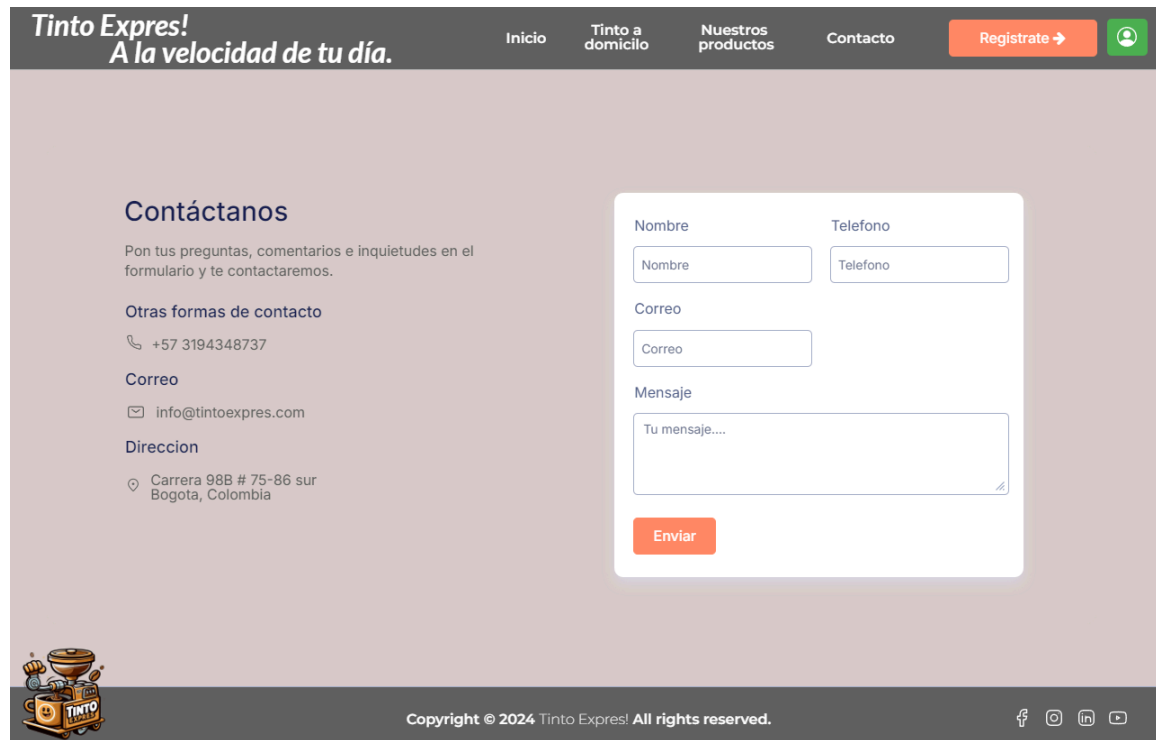 Tinto Expres!
A la velocidad de tu día.
Inicio
Tinto a
domicilo
Nuestros
productos
Contacto
Registrate
Contáctanos
Pon tus preguntas, comentarios e inquietudes en el
formulario y te contactaremos.
Otras formas de contacto
+57 3194348737
Correo
info@tintoexpres.com
Direccion
Carrera 98B # 75-86 sur
Bogota, Colombia
Nombre
Telefono
Nombre
Telefono
Correo
Correo
Mensaje
Tu mensaje....
Enviar
TINTO
EXPRES
Copyright © 2024 Tinto Expres! All rights reserved.